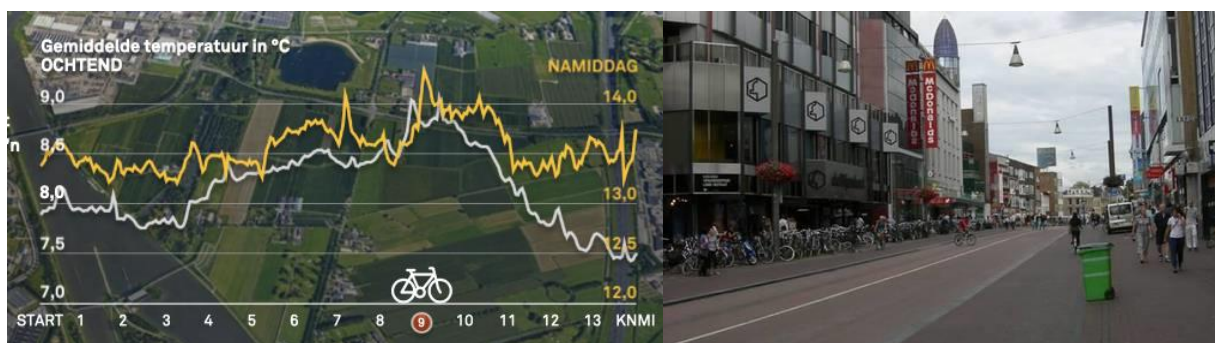 Gemiddelde temperatuur in °C
OCHTEND
NAMIDDAG
9,0
14,0
8,5
8,0
13,0
7,5
12,5
7,0
12,0
START 1 2 3 4 5 6 7 8 9 10 11 12 13 KNMI
McDonalds
McDonalds